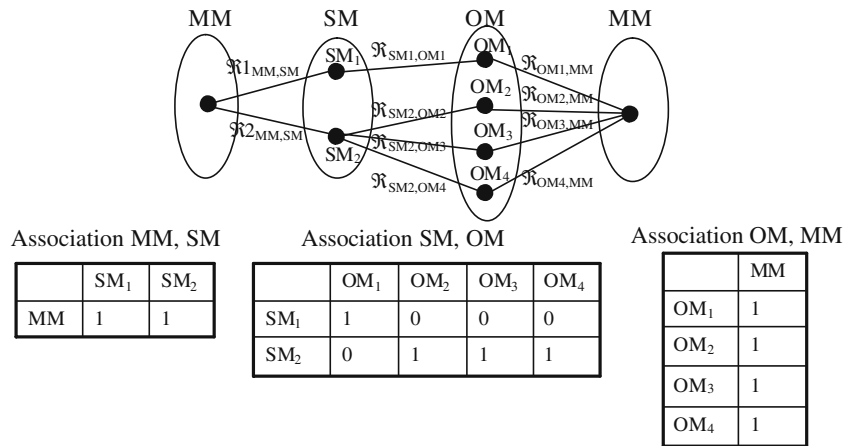 MM SM OM MM
ℜ1MM,SM
ℜ2MM,SM
SM₁
SM₂
ℜSM1,OM1
ℜSM2,OM2
ℜSM2,OM3
ℜSM2,OM4
OM₁
OM₂
OM₃
OM₄
ℜOM1,MM
ℜOM2,MM
ℜOM3,MM
ℜOM4,MM
Association MM, SM
SM₁ SM₂
MM 1 1
Association SM, OM
OM₁ OM₂ OM₃ OM₄
SM₁ 1 0 0 0
SM₂ 0 1 1 1
Association OM, MM
MM
OM₁ 1
OM₂ 1
OM₃ 1
OM₄ 1